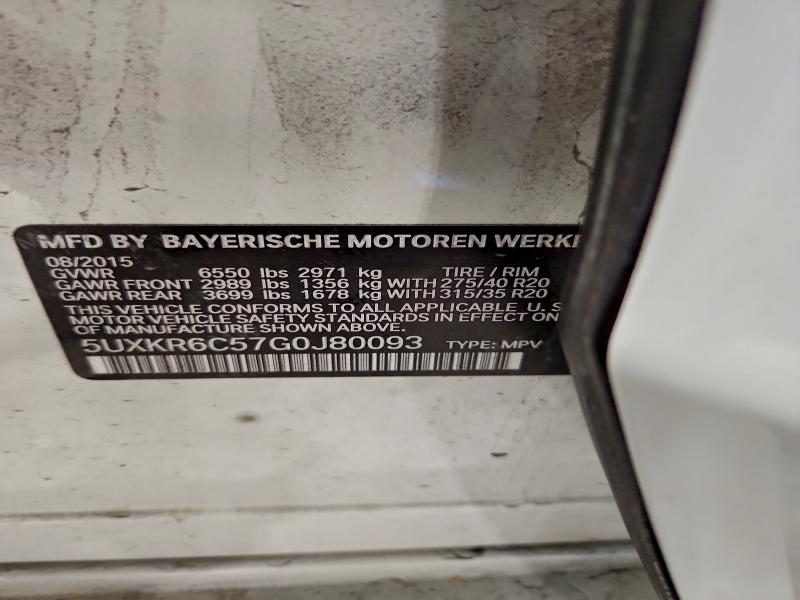 MFD BY BAYERISCHE MOTOREN WERKE
08/2015
GVWR 6550 lbs 2971 kg TIRE / RIM
GAWR FRONT 2989 lbs 1356 kg WITH 275/40 R20
GAWR REAR 3699 lbs 1678 kg WITH 315/35 R20
THIS VEHICLE CONFORMS TO ALL APPLICABLE U.S
MOTOR VEHICLE SAFETY STANDARDS IN EFFECT ON
DATE OF MANUFACTURE SHOWN ABOVE.
5UXKR6C57G0J80093 TYPE: MPV